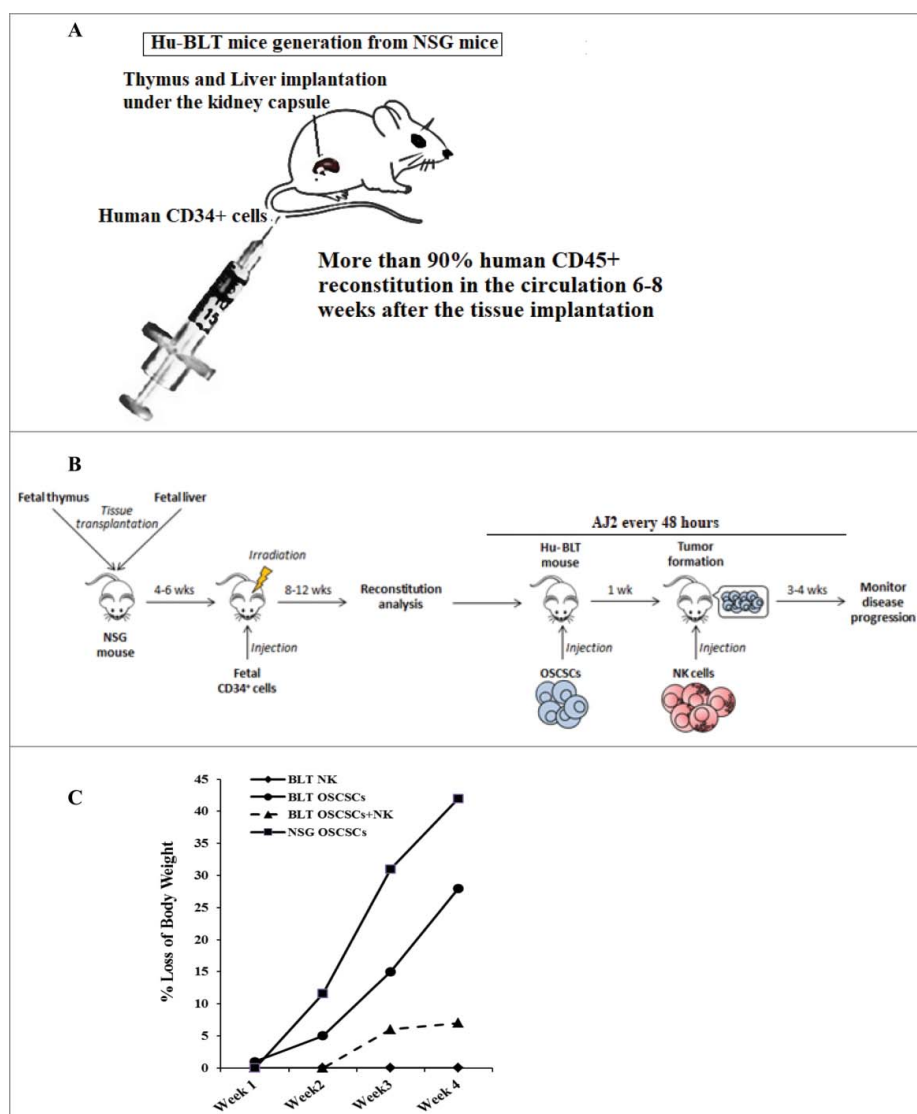 A
Hu-BLT mice generation from NSG mice
Thymus and Liver implantation
under the kidney capsule
Human CD34+ cells
15
More than 90% human CD45+
reconstitution in the circulation 6-8
weeks after the tissue implantation
B
Fetal thymus
Fetal liver
Tissue
transplantation
NSG
mouse
4-6 wks
Irradiation
Injection
Fetal
CD34+ cells
8-12 wks
Reconstitution
analysis
AJ2 every 48 hours
Hu-BLT
mouse
Injection
OSCSCs
1 wk
Tumor
formation
Injection
NK cells
3-4 wks
Monitor
disease
progression
C
% Loss of Body Weight
45
40
35
30
25
20
15
10
5
0
BLT NK
BLT OSCSCs
BLT OSCSCs+NK
NSG OSCSCs
Week 1
Week2
Week3
Week 4